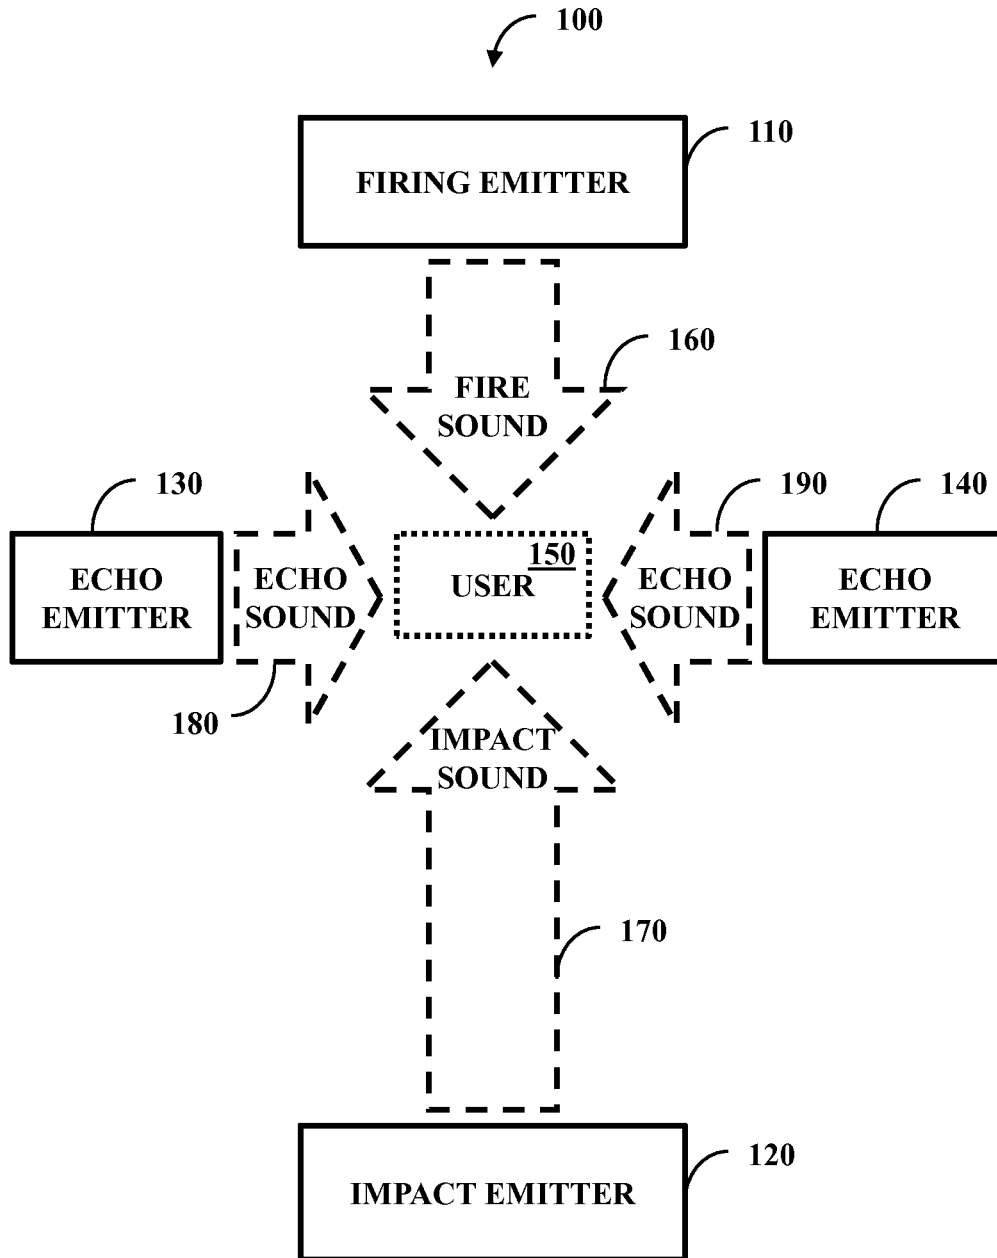 100
110
FIRING EMITTER
160
FIRE
SOUND
130
190
140
150
ECHO
EMITTER
ECHO
SOUND
USER
ECHO
SOUND
ECHO
EMITTER
180
IMPACT
SOUND
170
120
IMPACT EMITTER